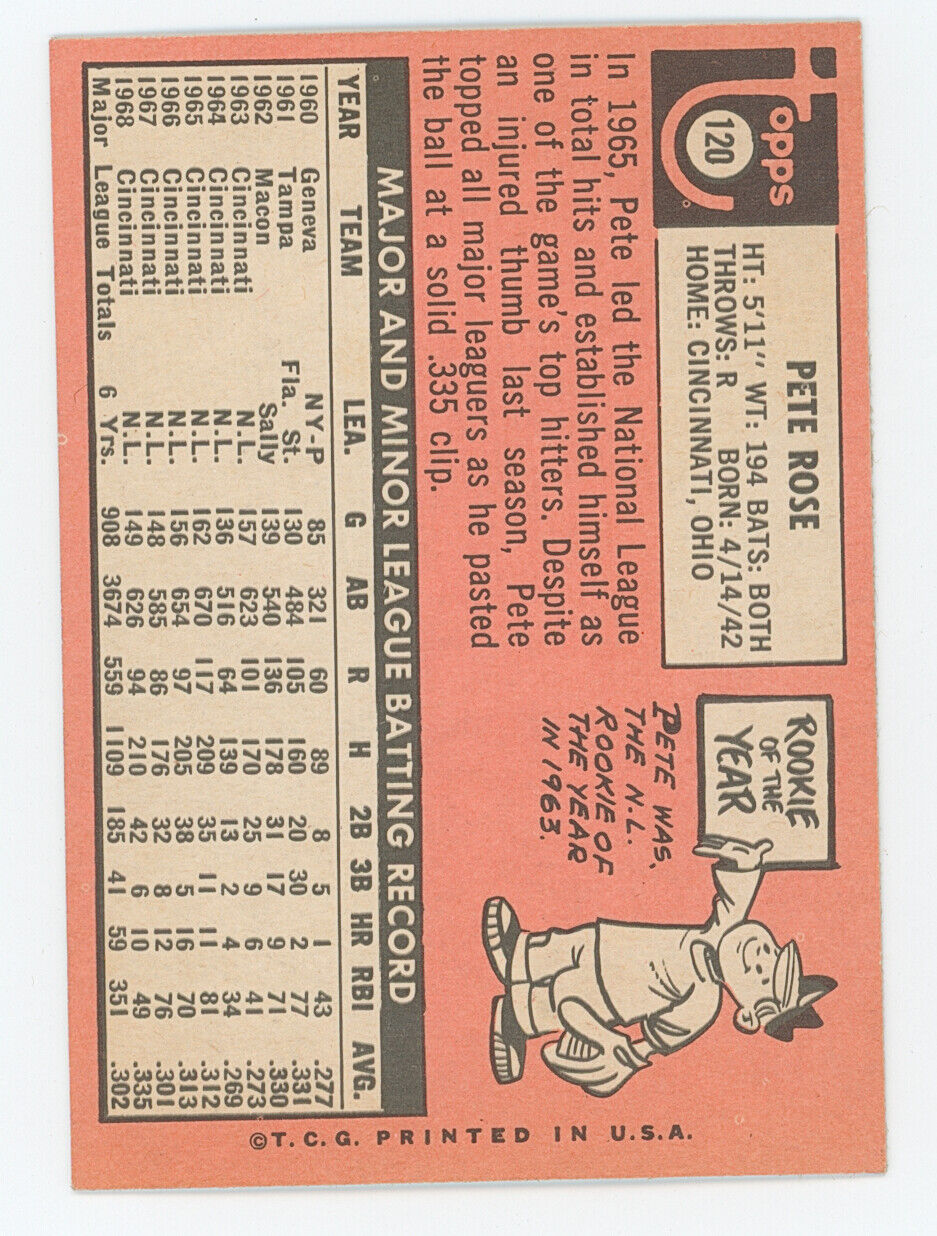 Topps
120
PETE ROSE
HT: 5'11" WT: 194 BATS: BOTH
THROWS: R BORN: 4/14/42
HOME: CINCINNATI, OHIO
In 1965, Pete led the National League
in total hits and established himself as
one of the game's top hitters. Despite
an injured thumb last season, Pete
topped all major leaguers as he pasted
the ball at a solid .335 clip.
ROOKIE
OF THE
YEAR
PETE WAS,
THE N.L.
ROOKIE OF
THE YEAR
IN 1963.
MAJOR AND MINOR LEAGUE BATTING RECORD
YEAR TEAM LEA. G AB R H 2B 3B HR RBI AVG.
1960 Geneva NY-P 85 321 60 89 8 5 1 43 .277
1961 Tampa Fla. St. 130 484 105 160 20 30 2 77 .331
1962 Macon Sally 139 540 136 178 31 17 9 71 .330
1963 Cincinnati N.L. 157 623 101 170 25 9 6 41 .273
1964 Cincinnati N.L. 136 516 64 139 13 2 4 34 .269
1965 Cincinnati N.L. 162 670 117 209 35 11 11 81 .312
1966 Cincinnati N.L. 156 654 97 205 38 5 16 70 .313
1967 Cincinnati N.L. 148 585 86 176 32 8 12 76 .301
1968 Cincinnati N.L. 149 626 94 210 42 6 10 49 .335
Major League Totals 6 Yrs. 908 3674 559 1109 185 41 59 351 .302
©T.C.G. PRINTED IN U.S.A.